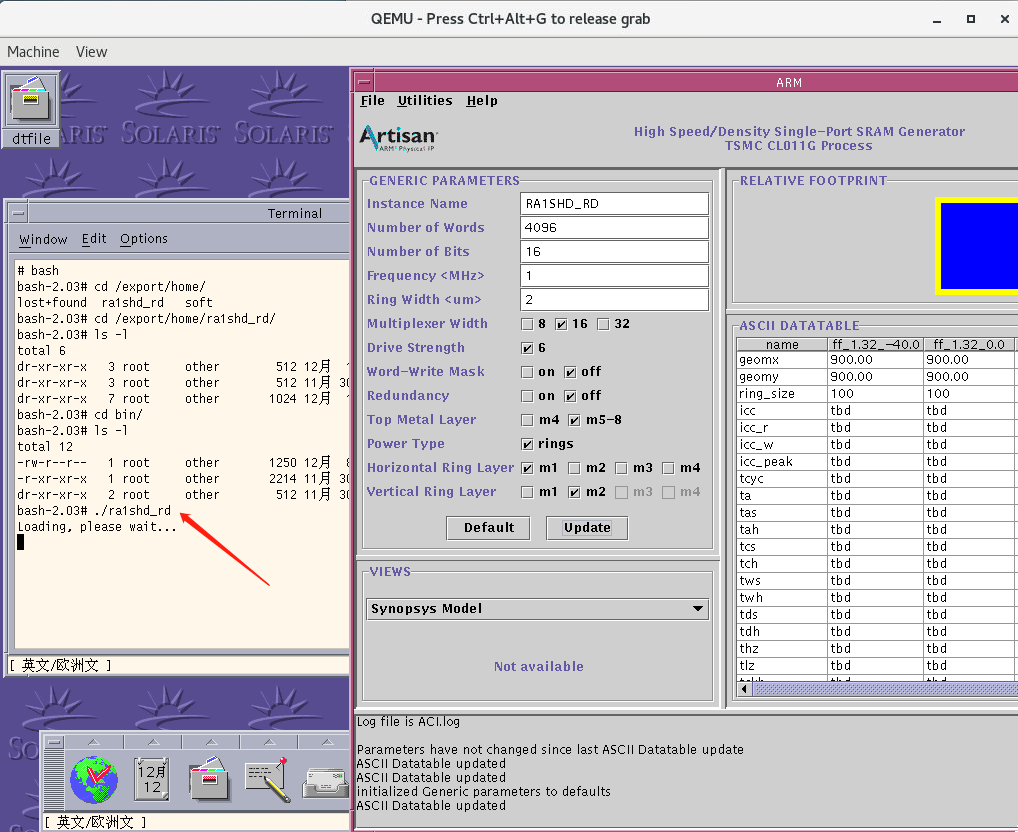 QEMU - Press Ctrl+Alt+G to release grab
Machine View
dtfile
SOLARIS
SOLARIS
Terminal
Window Edit Options
# bash
bash-2.03# cd /export/home/
lost+found ra1shd_rd soft
bash-2.03# cd /export/home/ra1shd_rd/
bash-2.03# ls -l
total 6
dr-xr-xr-x 3 root other 512 12月
dr-xr-xr-x 3 root other 512 11月
dr-xr-xr-x 7 root other 1024 12月
bash-2.03# cd bin/
bash-2.03# ls -l
total 12
-rw-r--r-- 1 root other 1250 12月
-r-xr-xr-x 1 root other 2214 11月
dr-xr-xr-x 2 root other 512 11月
bash-2.03# ./ra1shd_rd
Loading, please wait...
[ 英文/欧洲文 ]
12月
12
[ 英文/欧洲文 ]
ARM
File Utilities Help
Artisan
ARM® Physical IP
High Speed/Density Single-Port SRAM Generator
TSMC CL011G Process
GENERIC PARAMETERS
Instance Name RA1SHD_RD
Number of Words 4096
Number of Bits 16
Frequency <MHz> 1
Ring Width <um> 2
Multiplexer Width 8 16 32
Drive Strength 6
Word-Write Mask on off
Redundancy on off
Top Metal Layer m4 m5-8
Power Type rings
Horizontal Ring Layer m1 m2 m3 m4
Vertical Ring Layer m1 m2 m3 m4
Default Update
VIEWS
Synopsys Model
Not available
RELATIVE FOOTPRINT
ASCII DATATABLE
name ff_1.32_-40.0 ff_1.32_0.0
geomx 900.00 900.00
geomy 900.00 900.00
ring_size 100 100
icc tbd tbd
icc_r tbd tbd
icc_w tbd tbd
icc_peak tbd tbd
tcyc tbd tbd
ta tbd tbd
tas tbd tbd
tah tbd tbd
tcs tbd tbd
tch tbd tbd
tws tbd tbd
twh tbd tbd
tds tbd tbd
tdh tbd tbd
thz tbd tbd
tlz tbd tbd
Log file is ACI.log
Parameters have not changed since last ASCII Datatable update
ASCII Datatable updated
ASCII Datatable updated
initialized Generic parameters to defaults
ASCII Datatable updated